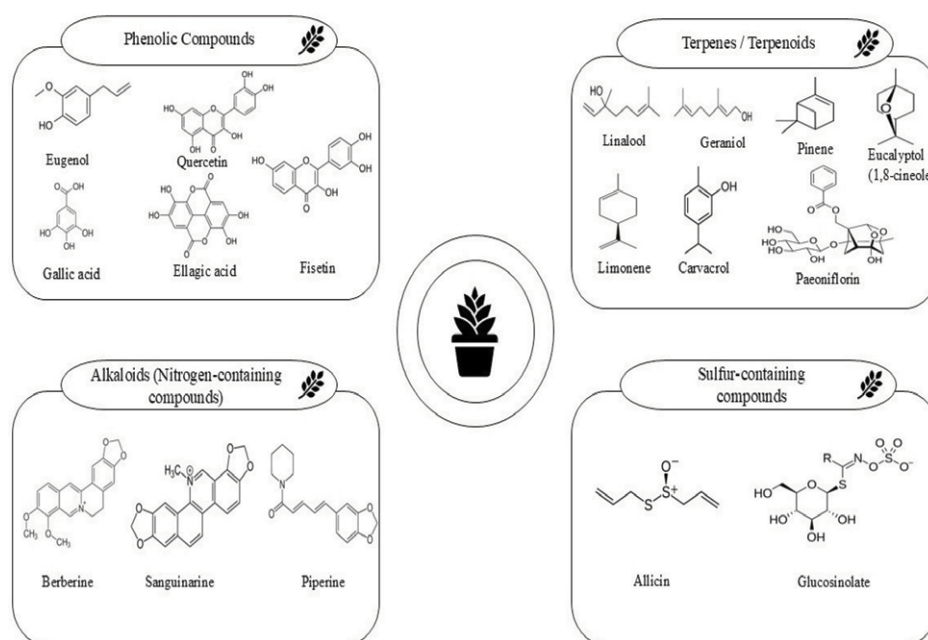 Phenolic Compounds
Eugenol
Quercetin
Gallic acid
Ellagic acid
Fisetin
Terpenes / Terpenoids
Linalool
Geraniol
Pinene
Eucalyptol
(1,8-cineole
Limonene
Carvacrol
Paeoniflorin
Alkaloids (Nitrogen-containing
compounds)
Berberine
Sanguinarine
Piperine
Sulfur-containing
compounds
Allicin
Glucosinolate